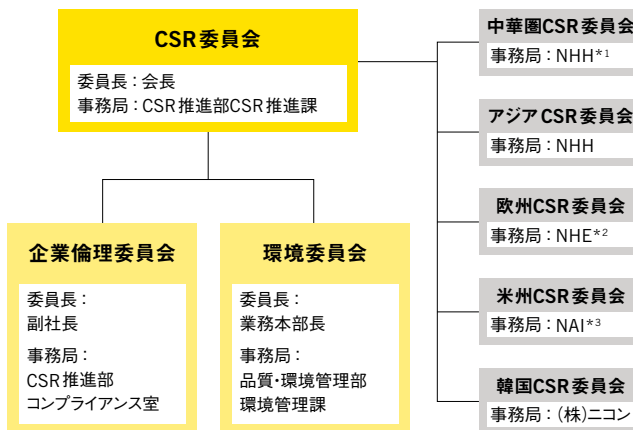 CSR委員会
委員長：会長
事務局：CSR推進部CSR推進課
企業倫理委員会
委員長：
副社長
事務局：
CSR推進部
コンプライアンス室
環境委員会
委員長：
業務本部長
事務局：
品質・環境管理部
環境管理課
中華圏CSR委員会
事務局：NHH*1
アジアCSR委員会
事務局：NHH
欧州CSR委員会
事務局：NHE*2
米州CSR委員会
事務局：NAI*3
韓国CSR委員会
事務局：(株)ニコン